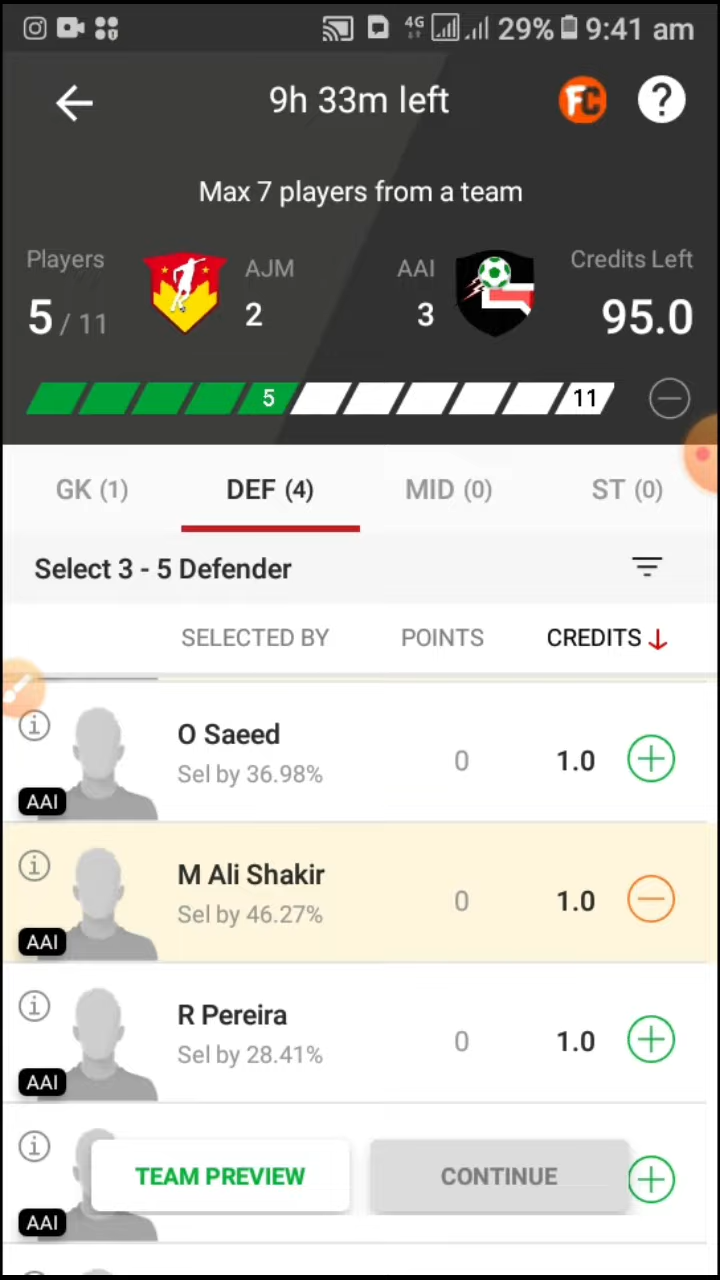 4G 29% 9:41 am
9h 33m left FC ?
Max 7 players from a team
Players AJM AAI Credits Left
5 / 11 2 3 95.0
5 11
GK (1) DEF (4) MID (0) ST (0)
Select 3 - 5 Defender
SELECTED BY POINTS CREDITS
O Saeed
Sel by 36.98% 0 1.0
AAI
M Ali Shakir
Sel by 46.27% 0 1.0
AAI
R Pereira
Sel by 28.41% 0 1.0
AAI
TEAM PREVIEW CONTINUE
AAI